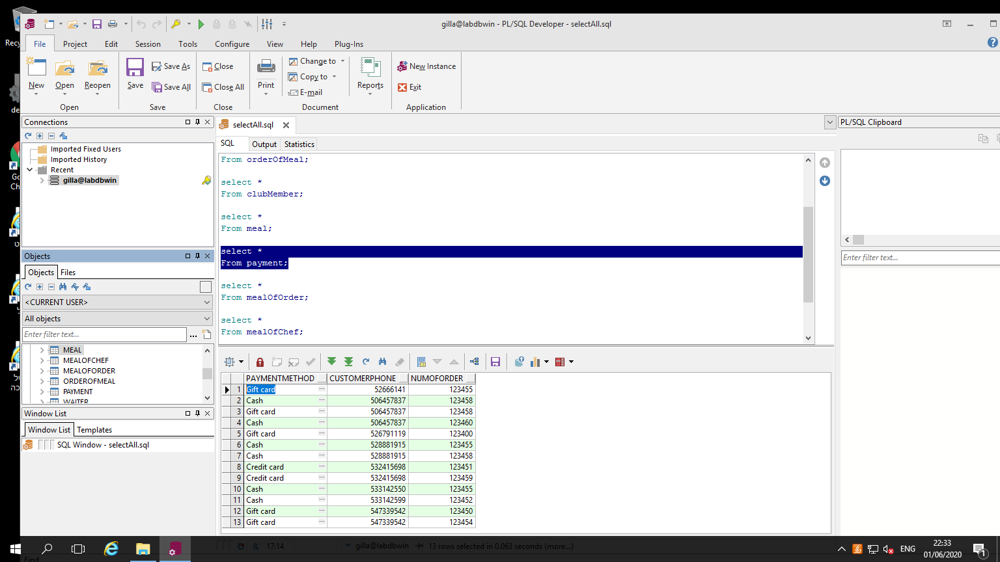 Recy
gilla@labdbwin - PL/SQL Developer - selectAll.sql
File Project Edit Session Tools Configure View Help Plug-Ins
New Open Reopen
Open
Save Save As
Save All
Save
Close
Close All
Close
Print
Change to
Copy to
E-mail
Document
Reports
New Instance
Exit
Application
de
Go
Ch
Connections
Imported Fixed Users
Imported History
Recent
gilla@labdbwin
Objects
Objects Files
<CURRENT USER>
All objects
Enter filter text...
MEAL
MEALOFCHEF
MEALOFORDER
ORDEROFMEAL
PAYMENT
WAITER
Window List
Window List Templates
SQL Window - selectAll.sql
selectAll.sql
SQL Output Statistics
From orderOfMeal;
select *
From clubMember;
select *
From meal;
select *
From payment;
select *
From mealOfOrder;
select *
From mealOfChef;
PAYMENTMETHOD CUSTOMERPHONE NUMOFORDER
1 Gift card ... 52666141 123455
2 Cash ... 506457837 123458
3 Gift card ... 506457837 123458
4 Cash ... 506457837 123460
5 Gift card ... 526791119 123400
6 Cash ... 528881915 123455
7 Cash ... 528881915 123458
8 Credit card ... 532415698 123451
9 Credit card ... 532415698 123459
10 Cash ... 533142550 123455
11 Cash ... 533142599 123452
12 Gift card ... 547339542 123450
13 Gift card ... 547339542 123454
PL/SQL Clipboard
Enter filter text...
& 17:14 gilla@labdbwin 13 rows selected in 0.063 seconds (more...)
ENG
22:33
01/06/2020
1
Find